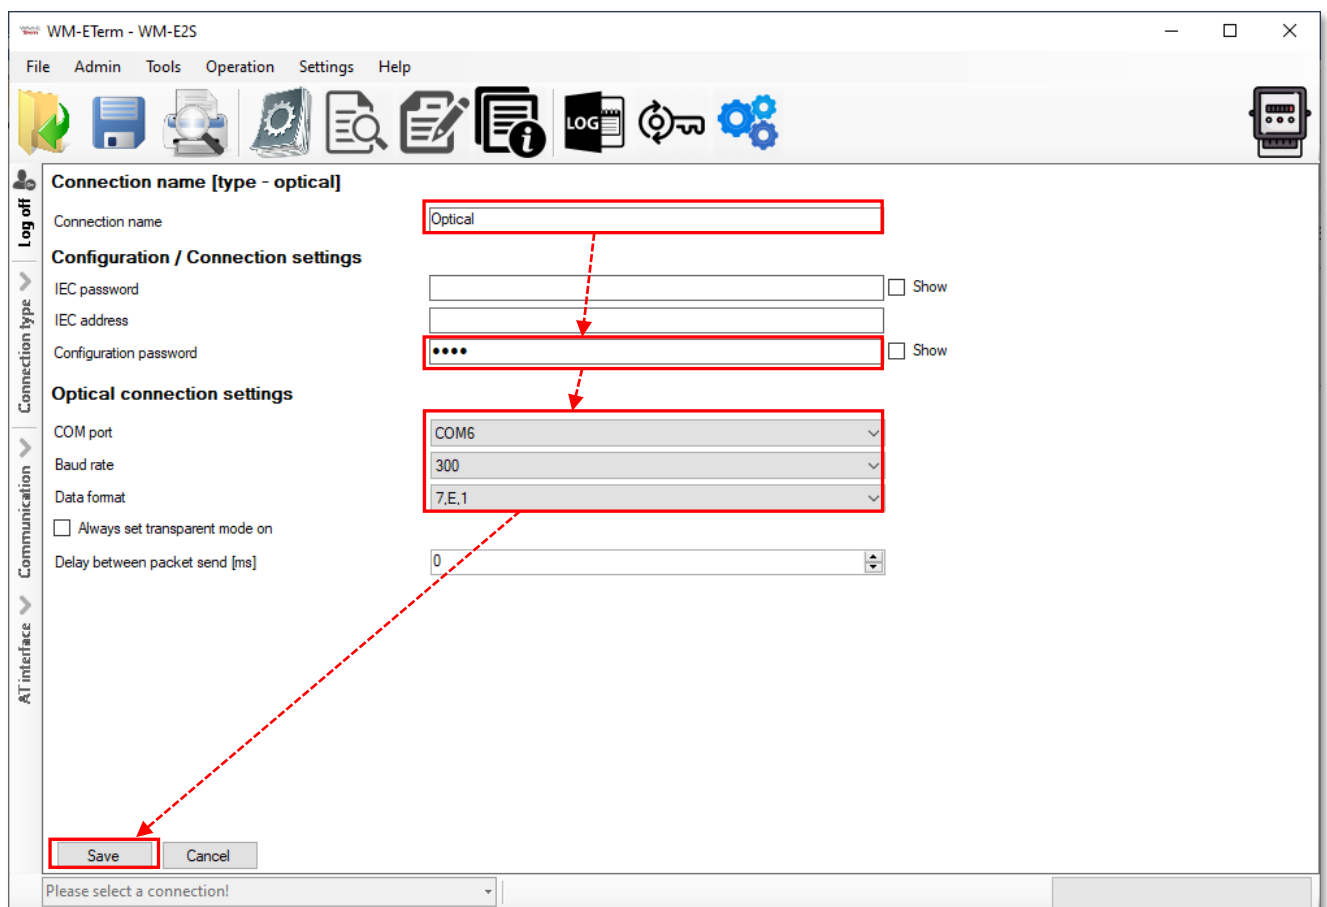 WM-ETerm - WM-E2S
File Admin Tools Operation Settings Help
LOG
Log off
Connection type
Communication
AT interface
Connection name [type - optical]
Connection name Optical
Configuration / Connection settings
IEC password Show
IEC address
Configuration password •••• Show
Optical connection settings
COM port COM6
Baud rate 300
Data format 7,E,1
Always set transparent mode on
Delay between packet send [ms] 0
Save Cancel
Please select a connection!